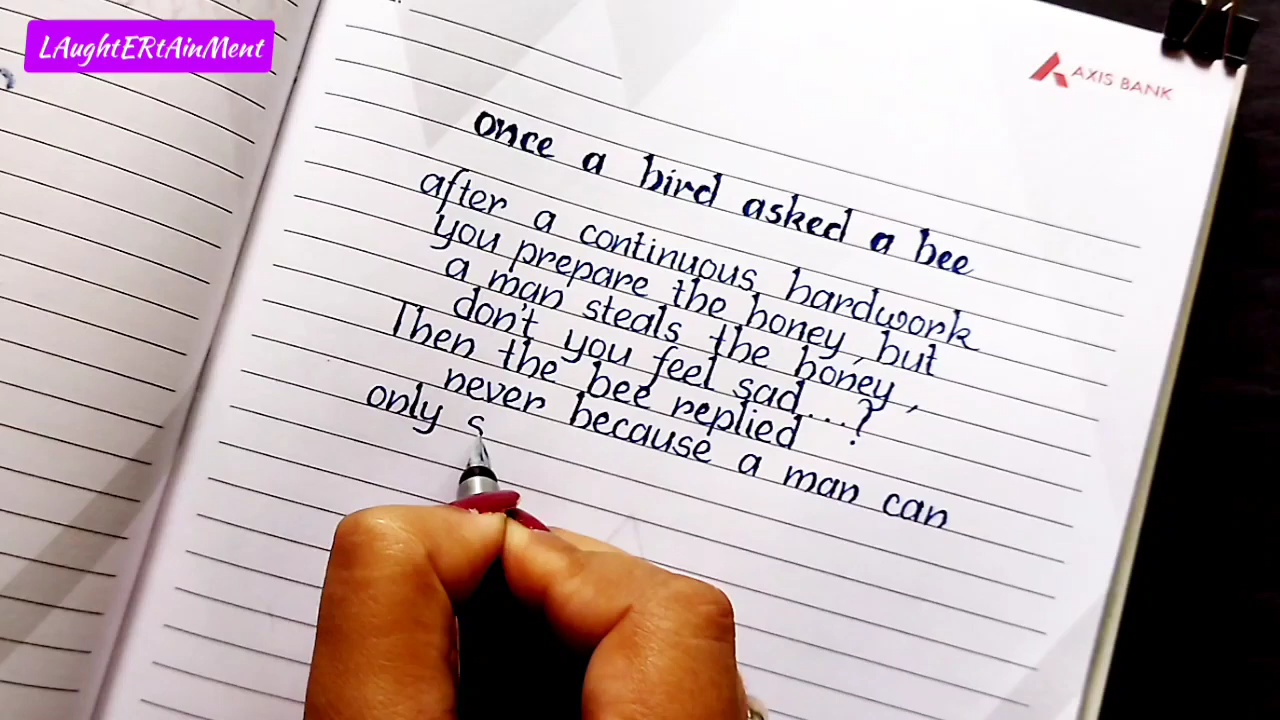 LAughtERtAinMent
AXIS BANK
once a bird asked a bee
after a continuous hardwork
you prepare the honey, but
a man steals the honey,
don't you feel sad....?
Then the bee replied
never because a man can
only s